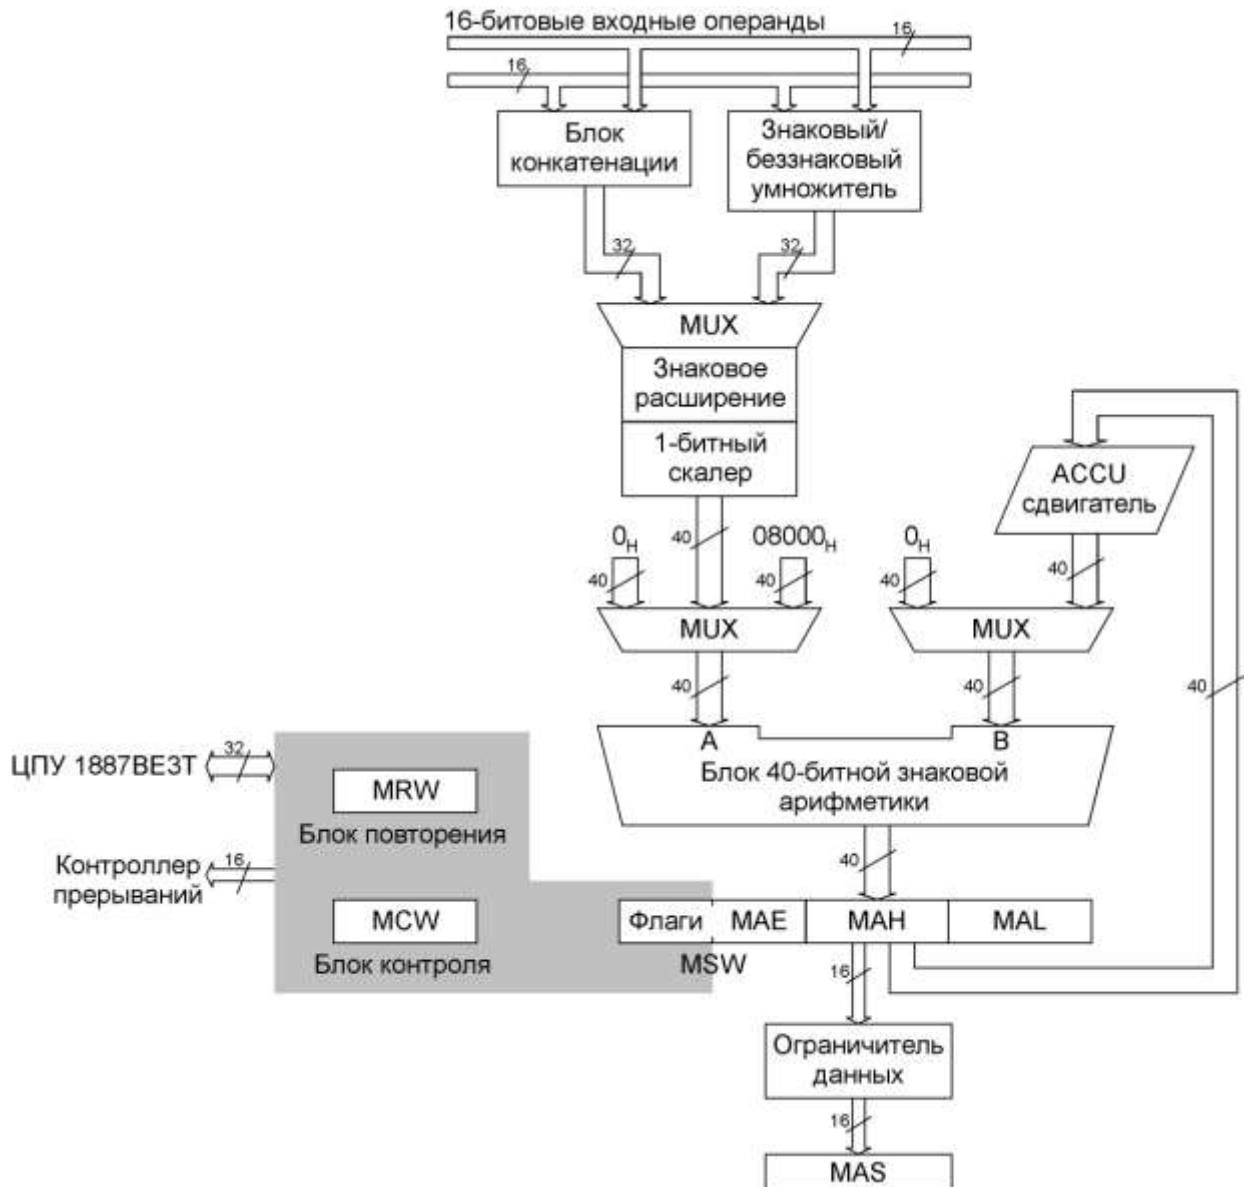 16-битовые входные операнды
16
16
Блок
конкатенации
Знаковый/
беззнаковый
умножитель
32
32
MUX
Знаковое
расширение
1-битный
скалер
ACCU
сдвигатель
0H
08000H
0H
40
40
40
40
40
MUX
MUX
40
40
40
A
B
Блок 40-битной знаковой
арифметики
ЦПУ 1887ВЕ3Т
32
MRW
Блок повторения
40
Контроллер
прерываний
16
MCW
Блок контроля
Флаги
MAE
MAH
MAL
MSW
16
Ограничитель
данных
16
MAS